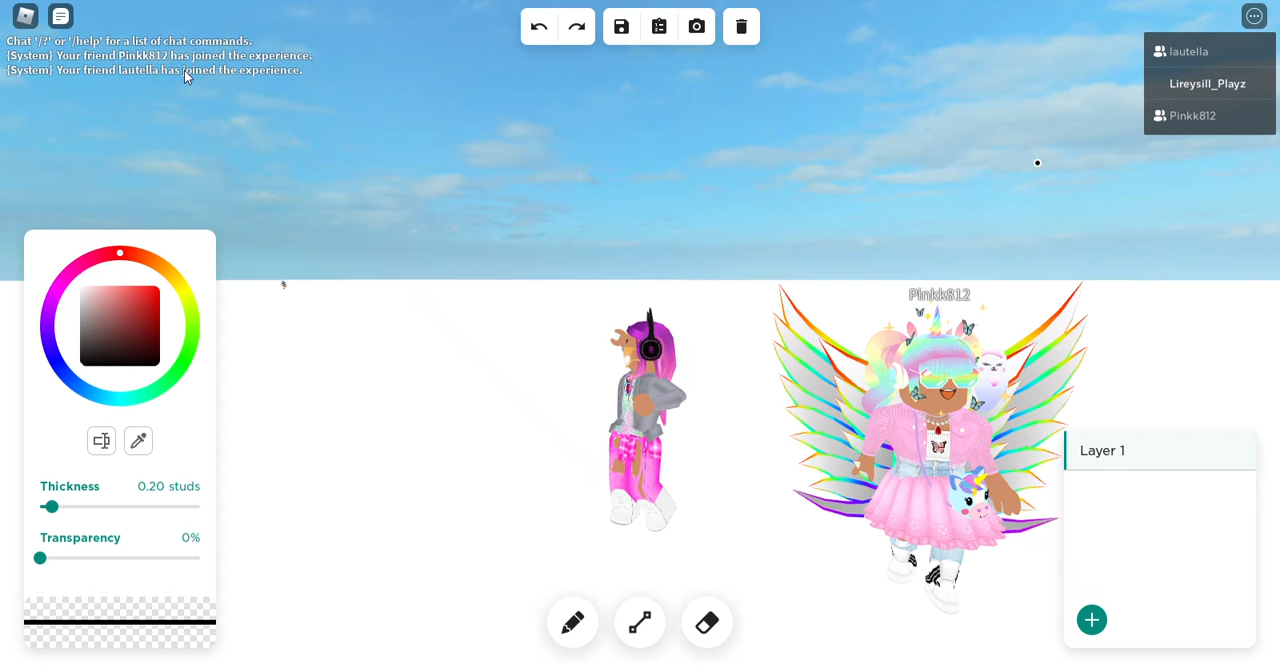 Chat '/?' or '/help' for a list of chat commands.
{System} Your friend Pinkk812 has joined the experience.
{System} Your friend lautella has joined the experience.
lautella
Lireysill_Playz
Pinkk812
Pinkk812
Thickness 0.20 studs
Transparency 0%
Layer 1